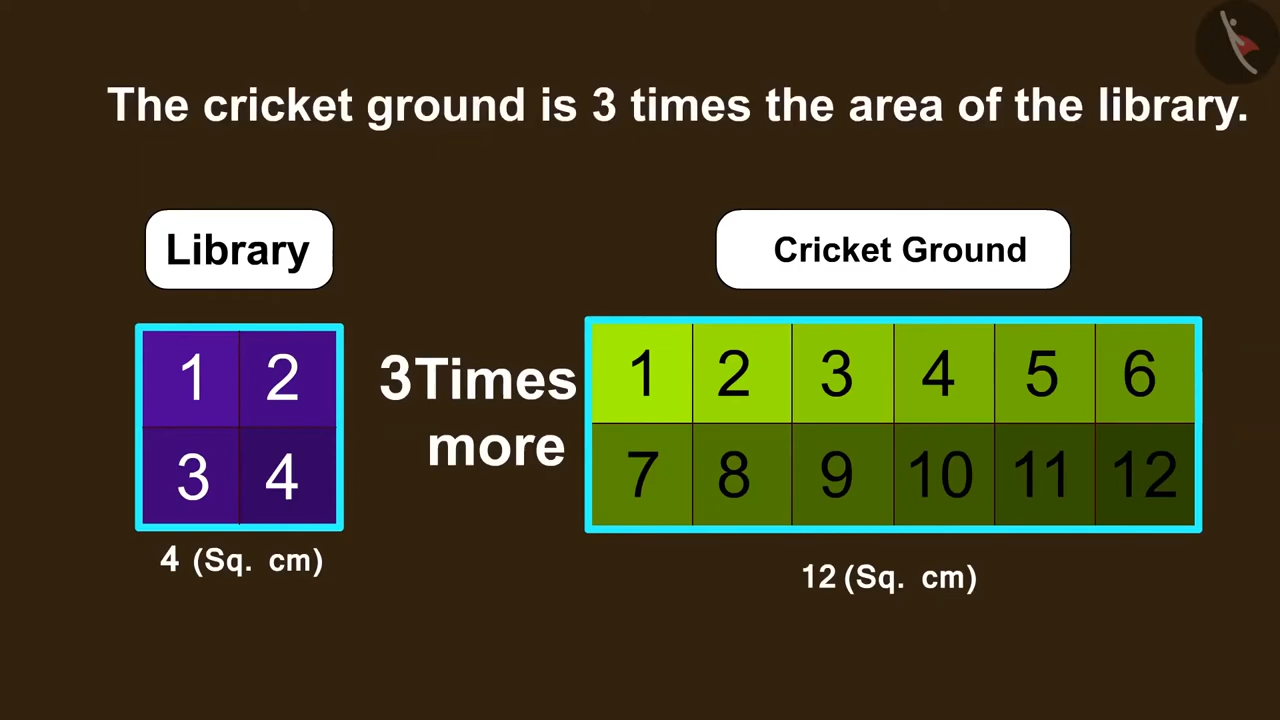 The cricket ground is 3 times the area of the library.
Library
Cricket Ground
1 2
3 4
3Times
more
1 2 3 4 5 6
7 8 9 10 11 12
4 (Sq. cm)
12 (Sq. cm)